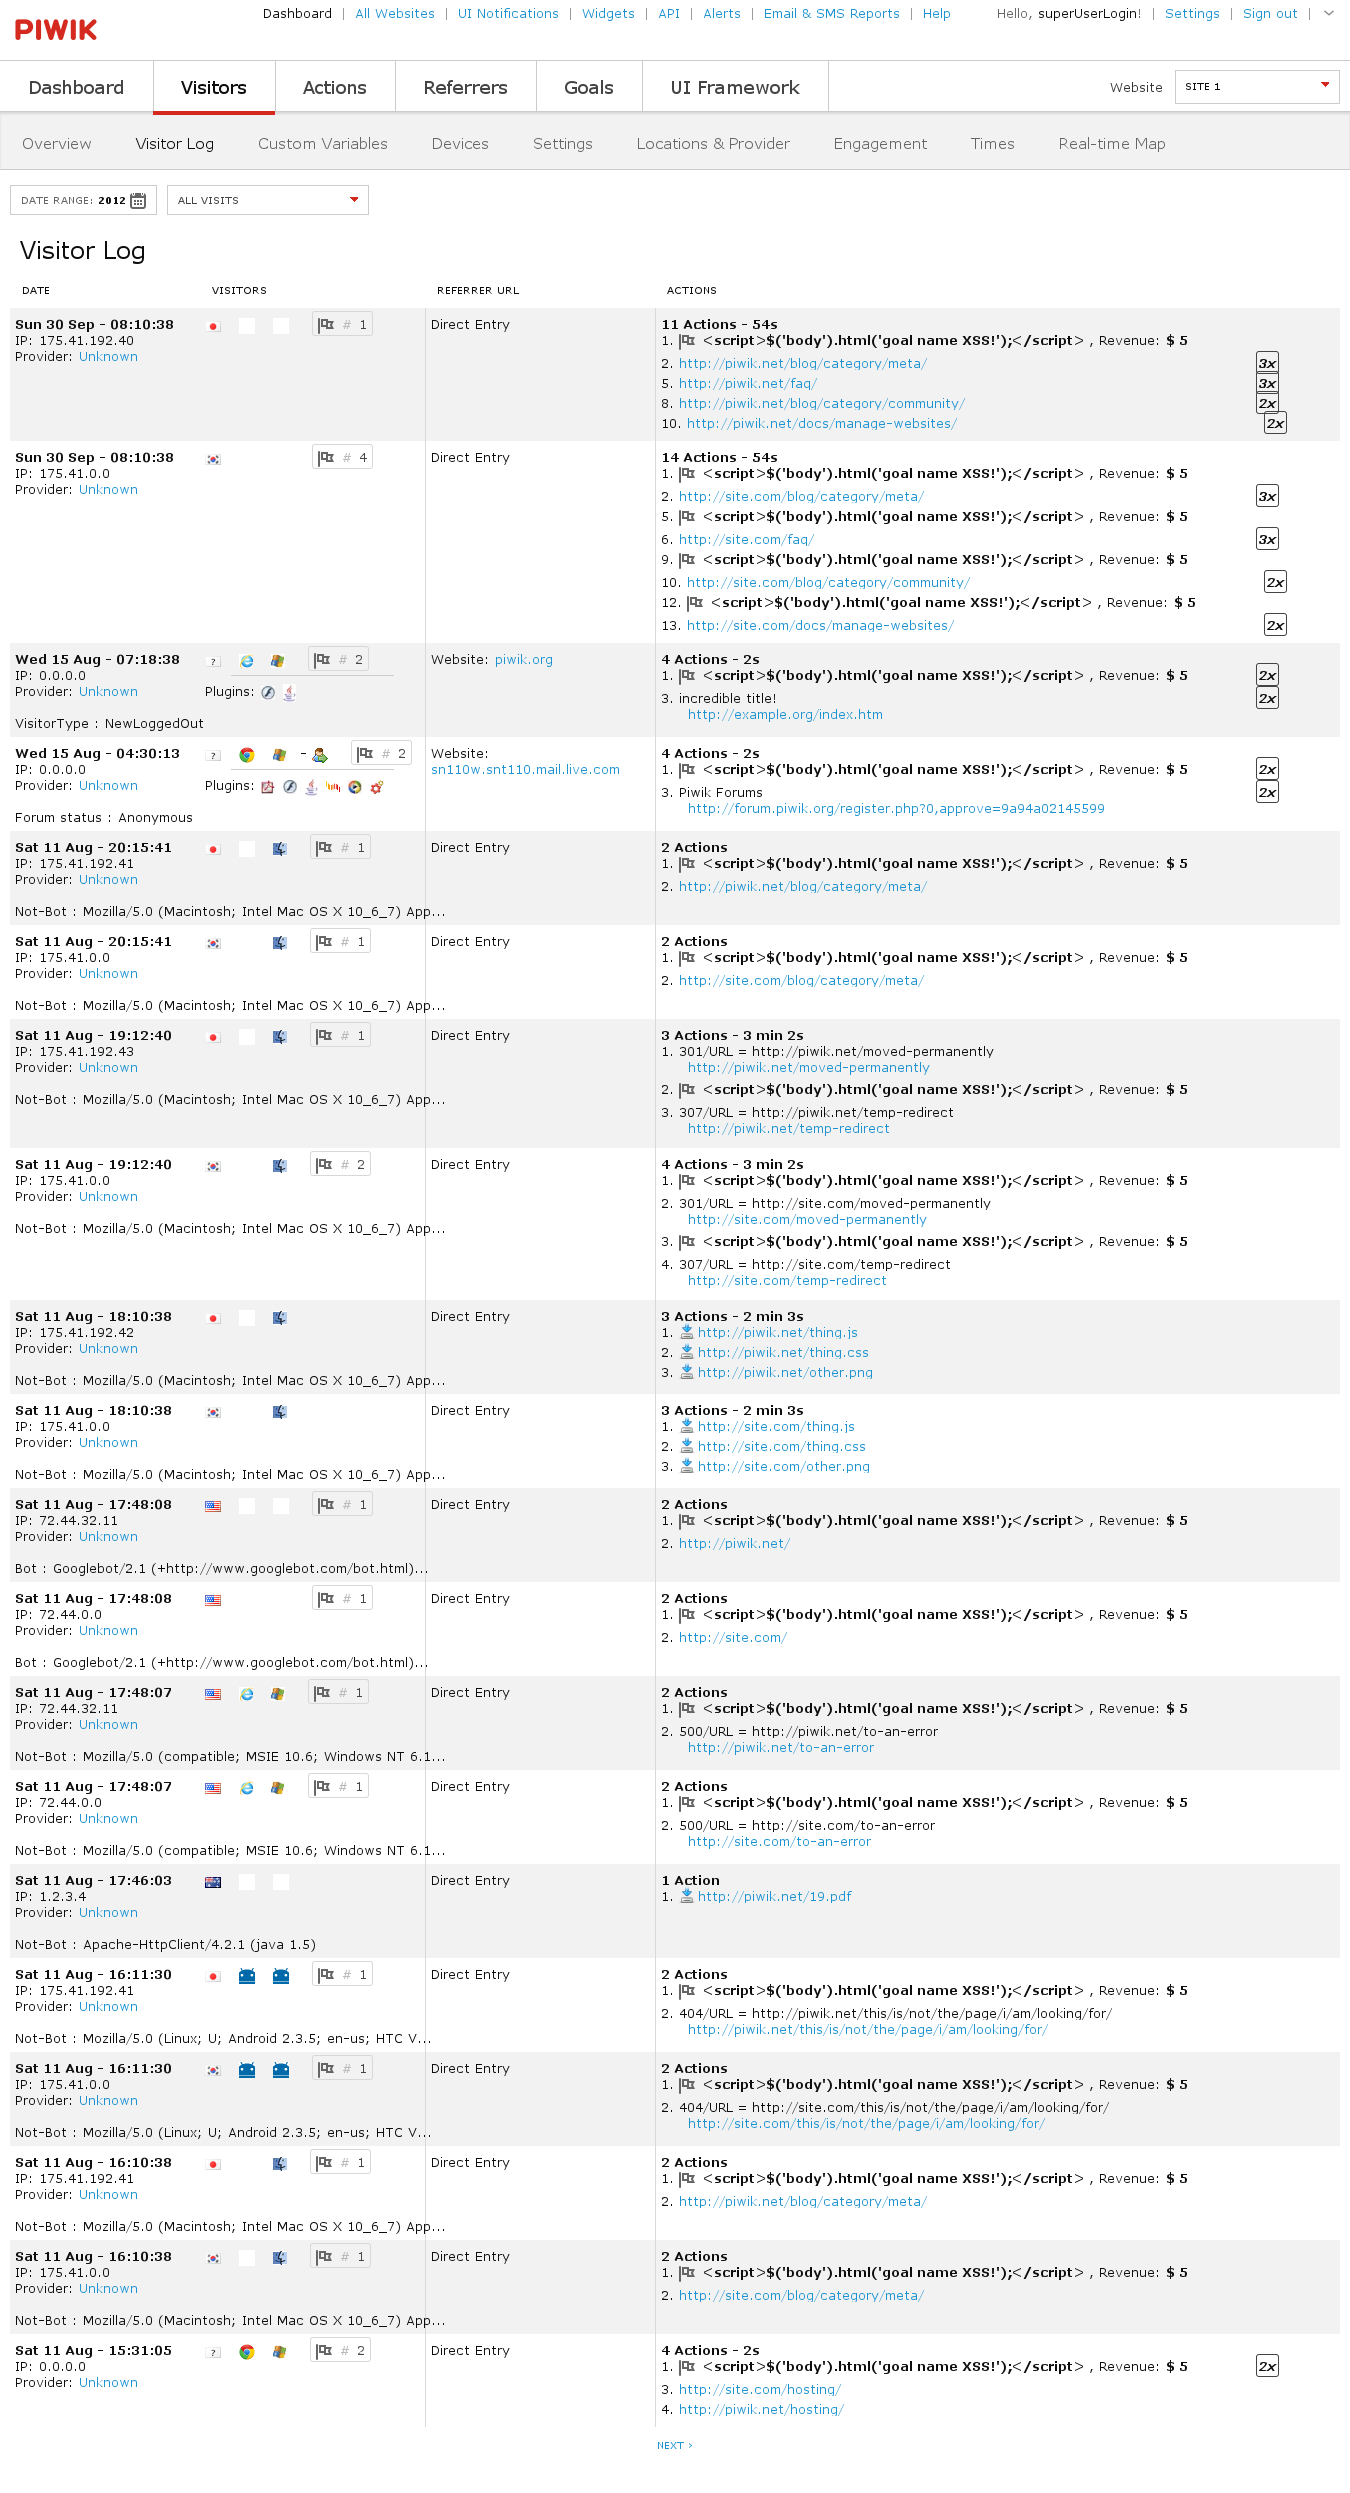 Dashboard | All Websites | UI Notifications | Widgets | API | Alerts | Email & SMS Reports | Help Hello, superUserLogin! | Settings | Sign out |
PIWIK
Dashboard Visitors Actions Referrers Goals UI Framework Website SITE 1
Overview Visitor Log Custom Variables Devices Settings Locations & Provider Engagement Times Real-time Map
DATE RANGE: 2012 ALL VISITS
Visitor Log
DATE VISITORS REFERRER URL ACTIONS
Sun 30 Sep - 08:10:38 # 1 Direct Entry 11 Actions - 54s
IP: 175.41.192.40 1. <script>$('body').html('goal name XSS!');</script> , Revenue: $ 5
Provider: Unknown
2. http://piwik.net/blog/category/meta/ 3x
5. http://piwik.net/faq/ 3x
8. http://piwik.net/blog/category/community/ 2x
10. http://piwik.net/docs/manage-websites/ 2x
Sun 30 Sep - 08:10:38 # 4 Direct Entry 14 Actions - 54s
IP: 175.41.0.0 1. <script>$('body').html('goal name XSS!');</script> , Revenue: $ 5
Provider: Unknown
2. http://site.com/blog/category/meta/ 3x
5. <script>$('body').html('goal name XSS!');</script> , Revenue: $ 5
6. http://site.com/faq/ 3x
9. <script>$('body').html('goal name XSS!');</script> , Revenue: $ 5
10. http://site.com/blog/category/community/ 2x
12. <script>$('body').html('goal name XSS!');</script> , Revenue: $ 5
13. http://site.com/docs/manage-websites/ 2x
Wed 15 Aug - 07:18:38 ? # 2 Website: piwik.org 4 Actions - 2s
IP: 0.0.0.0 1. <script>$('body').html('goal name XSS!');</script> , Revenue: $ 5 2x
Provider: Unknown Plugins:
3. incredible title! 2x
http://example.org/index.htm
VisitorType : NewLoggedOut
Wed 15 Aug - 04:30:13 ? - # 2 Website: 4 Actions - 2s
IP: 0.0.0.0 sn110w.snt110.mail.live.com 1. <script>$('body').html('goal name XSS!');</script> , Revenue: $ 5 2x
Provider: Unknown Plugins:
3. Piwik Forums 2x
http://forum.piwik.org/register.php?0,approve=9a94a02145599
Forum status : Anonymous
Sat 11 Aug - 20:15:41 # 1 Direct Entry 2 Actions
IP: 175.41.192.41 1. <script>$('body').html('goal name XSS!');</script> , Revenue: $ 5
Provider: Unknown
2. http://piwik.net/blog/category/meta/
Not-Bot : Mozilla/5.0 (Macintosh; Intel Mac OS X 10_6_7) App...
Sat 11 Aug - 20:15:41 # 1 Direct Entry 2 Actions
IP: 175.41.0.0 1. <script>$('body').html('goal name XSS!');</script> , Revenue: $ 5
Provider: Unknown
2. http://site.com/blog/category/meta/
Not-Bot : Mozilla/5.0 (Macintosh; Intel Mac OS X 10_6_7) App...
Sat 11 Aug - 19:12:40 # 1 Direct Entry 3 Actions - 3 min 2s
IP: 175.41.192.43 1. 301/URL = http://piwik.net/moved-permanently
Provider: Unknown http://piwik.net/moved-permanently
2. <script>$('body').html('goal name XSS!');</script> , Revenue: $ 5
Not-Bot : Mozilla/5.0 (Macintosh; Intel Mac OS X 10_6_7) App...
3. 307/URL = http://piwik.net/temp-redirect
http://piwik.net/temp-redirect
Sat 11 Aug - 19:12:40 # 2 Direct Entry 4 Actions - 3 min 2s
IP: 175.41.0.0 1. <script>$('body').html('goal name XSS!');</script> , Revenue: $ 5
Provider: Unknown
2. 301/URL = http://site.com/moved-permanently
http://site.com/moved-permanently
Not-Bot : Mozilla/5.0 (Macintosh; Intel Mac OS X 10_6_7) App...
3. <script>$('body').html('goal name XSS!');</script> , Revenue: $ 5
4. 307/URL = http://site.com/temp-redirect
http://site.com/temp-redirect
Sat 11 Aug - 18:10:38 Direct Entry 3 Actions - 2 min 3s
IP: 175.41.192.42 1. http://piwik.net/thing.js
Provider: Unknown 2. http://piwik.net/thing.css
3. http://piwik.net/other.png
Not-Bot : Mozilla/5.0 (Macintosh; Intel Mac OS X 10_6_7) App...
Sat 11 Aug - 18:10:38 Direct Entry 3 Actions - 2 min 3s
IP: 175.41.0.0 1. http://site.com/thing.js
Provider: Unknown 2. http://site.com/thing.css
3. http://site.com/other.png
Not-Bot : Mozilla/5.0 (Macintosh; Intel Mac OS X 10_6_7) App...
Sat 11 Aug - 17:48:08 # 1 Direct Entry 2 Actions
IP: 72.44.32.11 1. <script>$('body').html('goal name XSS!');</script> , Revenue: $ 5
Provider: Unknown
2. http://piwik.net/
Bot : Googlebot/2.1 (+http://www.googlebot.com/bot.html)...
Sat 11 Aug - 17:48:08 # 1 Direct Entry 2 Actions
IP: 72.44.0.0 1. <script>$('body').html('goal name XSS!');</script> , Revenue: $ 5
Provider: Unknown
2. http://site.com/
Bot : Googlebot/2.1 (+http://www.googlebot.com/bot.html)...
Sat 11 Aug - 17:48:07 # 1 Direct Entry 2 Actions
IP: 72.44.32.11 1. <script>$('body').html('goal name XSS!');</script> , Revenue: $ 5
Provider: Unknown
2. 500/URL = http://piwik.net/to-an-error
http://piwik.net/to-an-error
Not-Bot : Mozilla/5.0 (compatible; MSIE 10.6; Windows NT 6.1...
Sat 11 Aug - 17:48:07 # 1 Direct Entry 2 Actions
IP: 72.44.0.0 1. <script>$('body').html('goal name XSS!');</script> , Revenue: $ 5
Provider: Unknown
2. 500/URL = http://site.com/to-an-error
http://site.com/to-an-error
Not-Bot : Mozilla/5.0 (compatible; MSIE 10.6; Windows NT 6.1...
Sat 11 Aug - 17:46:03 Direct Entry 1 Action
IP: 1.2.3.4 1. http://piwik.net/19.pdf
Provider: Unknown
Not-Bot : Apache-HttpClient/4.2.1 (java 1.5)
Sat 11 Aug - 16:11:30 # 1 Direct Entry 2 Actions
IP: 175.41.192.41 1. <script>$('body').html('goal name XSS!');</script> , Revenue: $ 5
Provider: Unknown
2. 404/URL = http://piwik.net/this/is/not/the/page/i/am/looking/for/
http://piwik.net/this/is/not/the/page/i/am/looking/for/
Not-Bot : Mozilla/5.0 (Linux; U; Android 2.3.5; en-us; HTC V...
Sat 11 Aug - 16:11:30 # 1 Direct Entry 2 Actions
IP: 175.41.0.0 1. <script>$('body').html('goal name XSS!');</script> , Revenue: $ 5
Provider: Unknown
2. 404/URL = http://site.com/this/is/not/the/page/i/am/looking/for/
http://site.com/this/is/not/the/page/i/am/looking/for/
Not-Bot : Mozilla/5.0 (Linux; U; Android 2.3.5; en-us; HTC V...
Sat 11 Aug - 16:10:38 # 1 Direct Entry 2 Actions
IP: 175.41.192.41 1. <script>$('body').html('goal name XSS!');</script> , Revenue: $ 5
Provider: Unknown
2. http://piwik.net/blog/category/meta/
Not-Bot : Mozilla/5.0 (Macintosh; Intel Mac OS X 10_6_7) App...
Sat 11 Aug - 16:10:38 # 1 Direct Entry 2 Actions
IP: 175.41.0.0 1. <script>$('body').html('goal name XSS!');</script> , Revenue: $ 5
Provider: Unknown
2. http://site.com/blog/category/meta/
Not-Bot : Mozilla/5.0 (Macintosh; Intel Mac OS X 10_6_7) App...
Sat 11 Aug - 15:31:05 ? # 2 Direct Entry 4 Actions - 2s
IP: 0.0.0.0 1. <script>$('body').html('goal name XSS!');</script> , Revenue: $ 5 2x
Provider: Unknown
3. http://site.com/hosting/
4. http://piwik.net/hosting/
NEXT ›